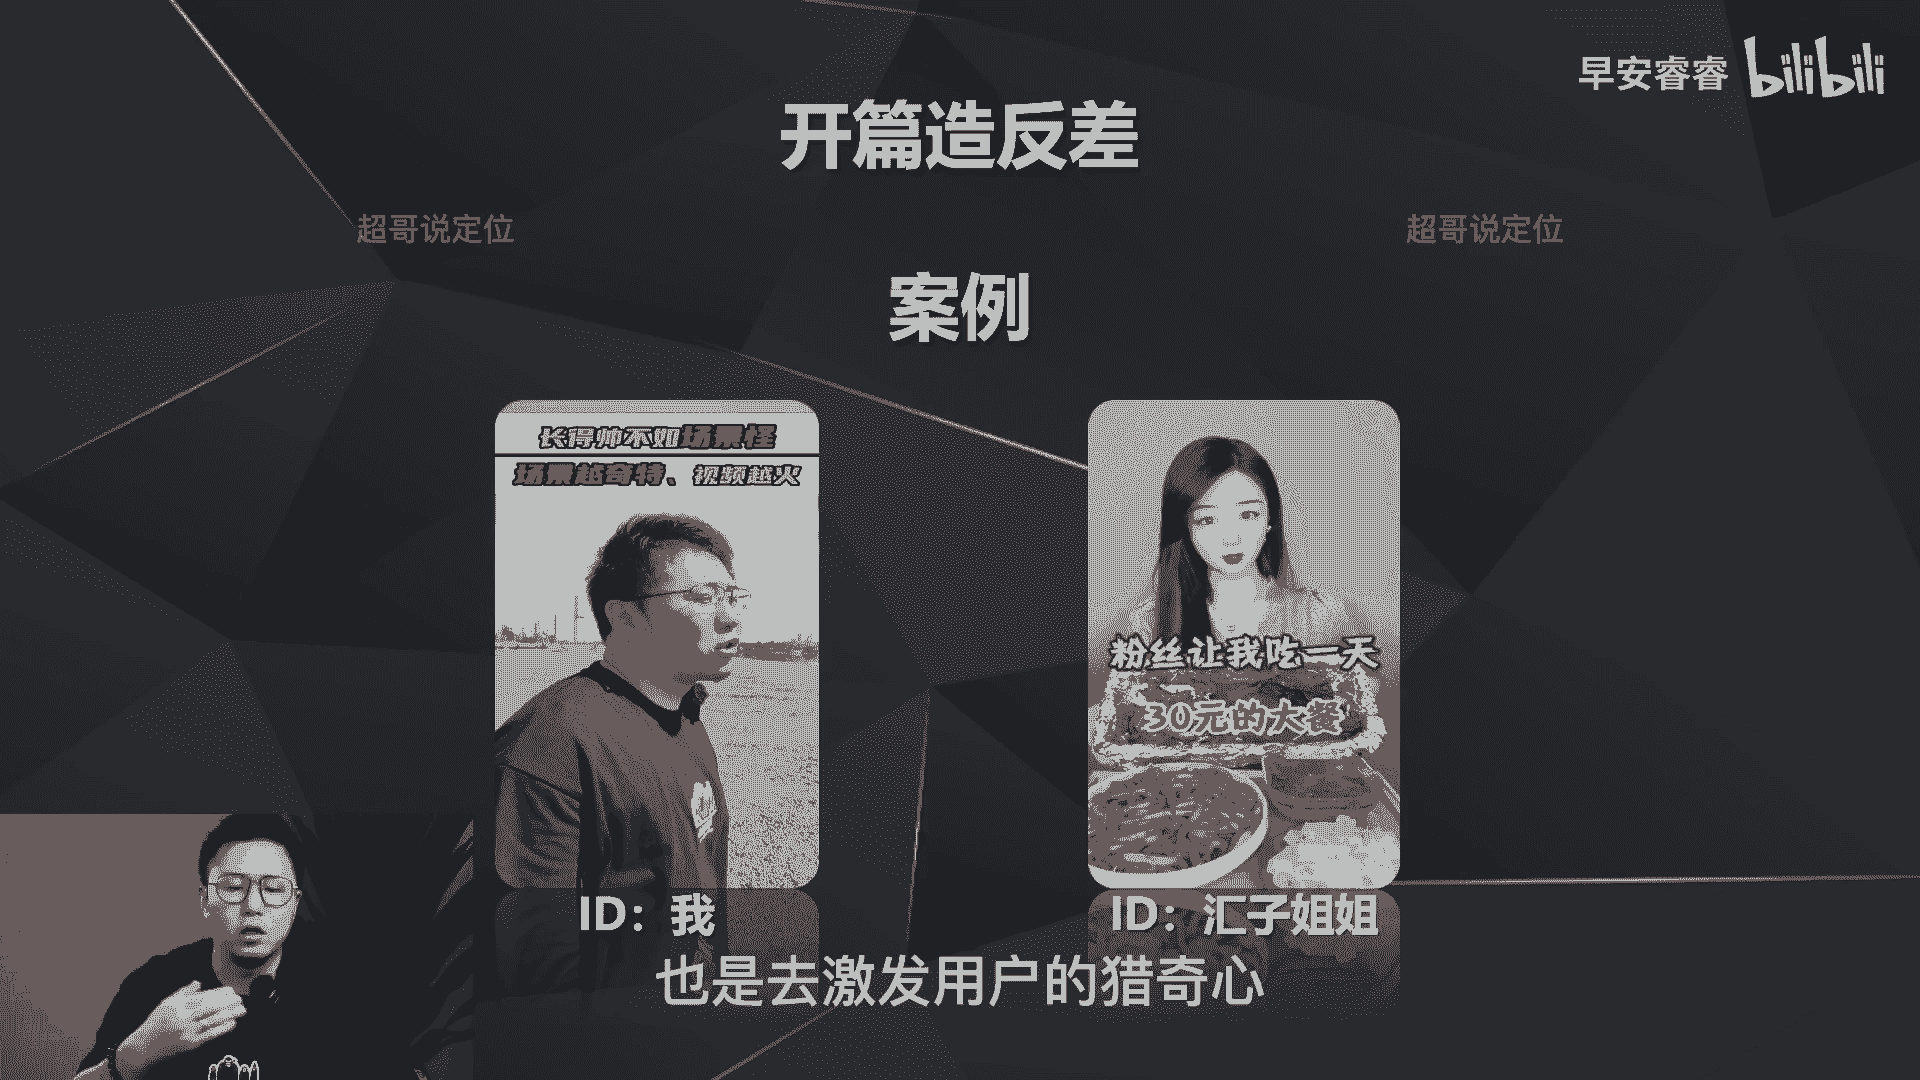 早安睿睿 bilibili
开篇造反差
超哥说定位
超哥说定位
案例
长得帅不如场景怪
场景越奇特、视频越火
粉丝让我吃一天
30元的大餐
ID：我
ID：汇子姐姐
也是去激发用户的猎奇心